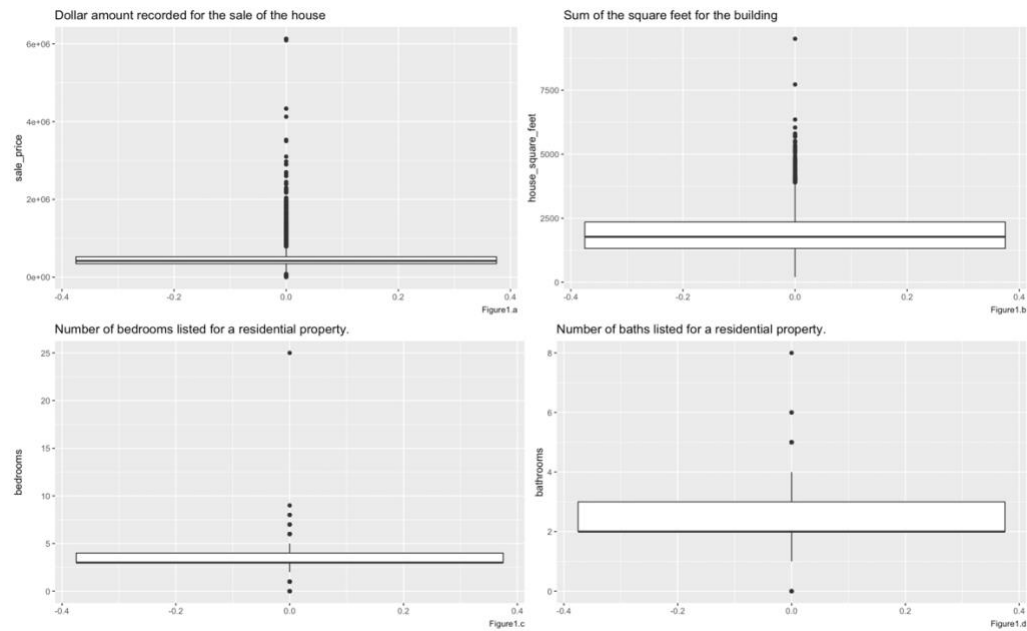 Dollar amount recorded for the sale of the house
6e+06
4e+06
2e+06
0e+00
sale_price
-0.4 -0.2 0.0 0.2 0.4
Figure1.a
Sum of the square feet for the building
7500
5000
2500
0
house_square_feet
-0.4 -0.2 0.0 0.2 0.4
Figure1.b
Number of bedrooms listed for a residential property.
25
20
15
10
5
0
bedrooms
-0.4 -0.2 0.0 0.2 0.4
Figure1.c
Number of baths listed for a residential property.
8
6
4
2
0
bathrooms
-0.4 -0.2 0.0 0.2 0.4
Figure1.d